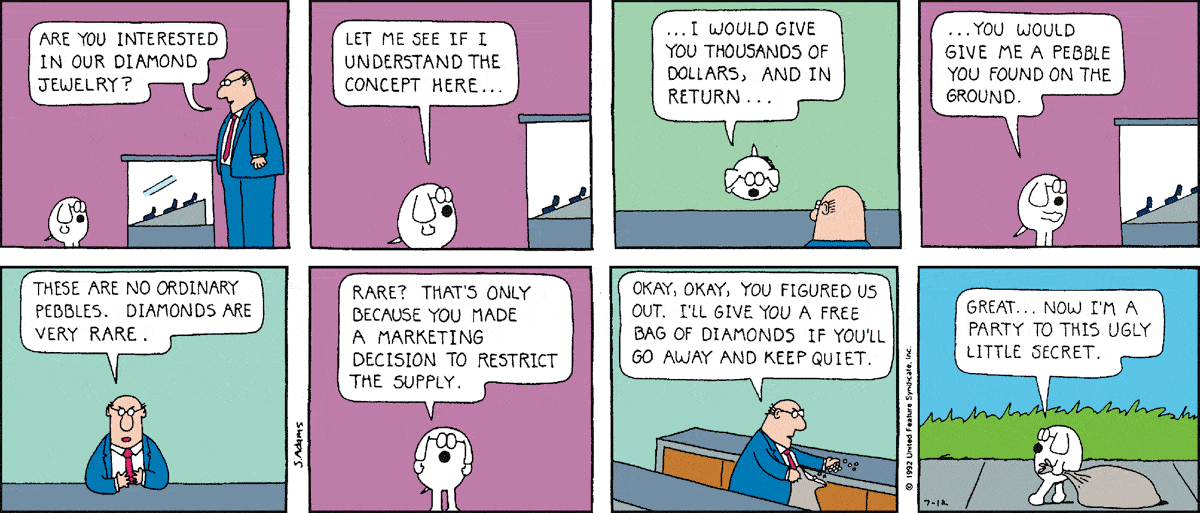 ARE YOU INTERESTED
IN OUR DIAMOND
JEWELRY?
LET ME SEE IF I
UNDERSTAND THE
CONCEPT HERE...
...I WOULD GIVE
YOU THOUSANDS OF
DOLLARS, AND IN
RETURN...
...YOU WOULD
GIVE ME A PEBBLE
YOU FOUND ON THE
GROUND.
THESE ARE NO ORDINARY
PEBBLES. DIAMONDS ARE
VERY RARE.
S.Adams
RARE? THAT'S ONLY
BECAUSE YOU MADE
A MARKETING
DECISION TO RESTRICT
THE SUPPLY.
OKAY, OKAY, YOU FIGURED US
OUT. I'LL GIVE YOU A FREE
BAG OF DIAMONDS IF YOU'LL
GO AWAY AND KEEP QUIET.
© 1992 United Feature Syndicate, Inc.
GREAT... NOW I'M A
PARTY TO THIS UGLY
LITTLE SECRET.
7-12